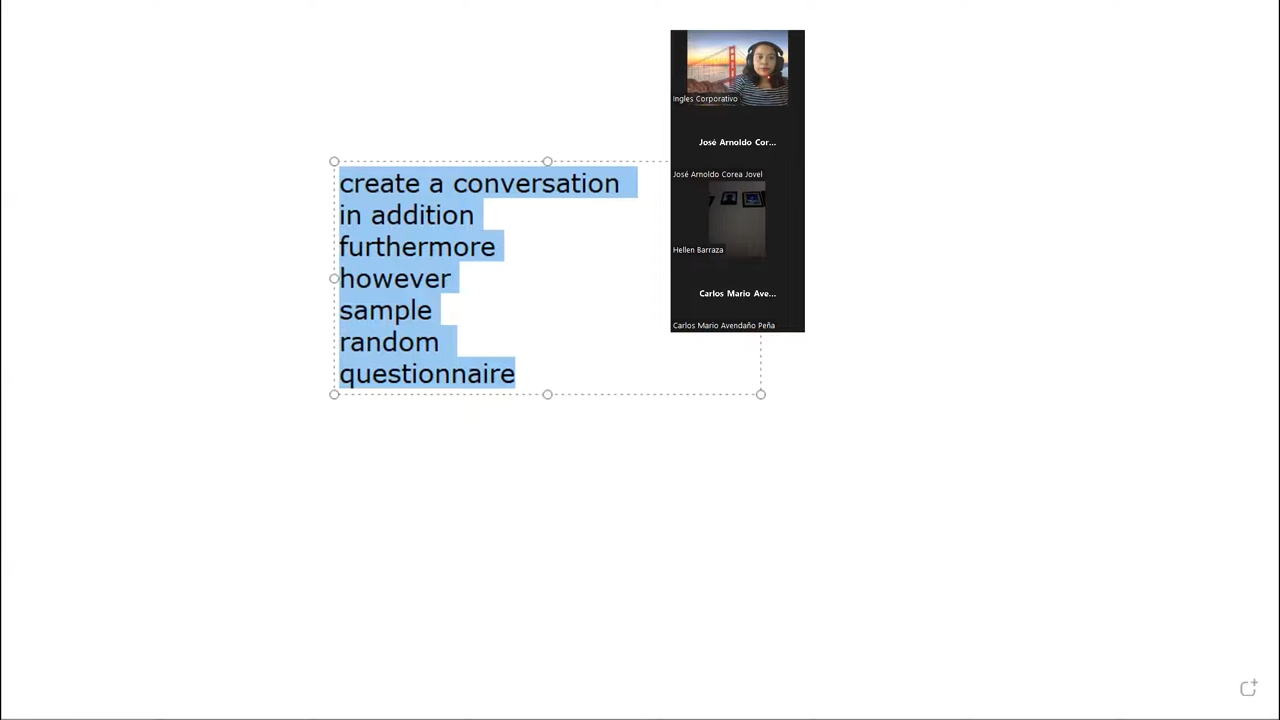 Ingles Corporativo
José Arnoldo Cor...
José Arnoldo Corea Jovel
Hellen Barraza
Carlos Mario Ave...
Carlos Mario Avendaño Peña
create a conversation
in addition
furthermore
however
sample
random
questionnaire